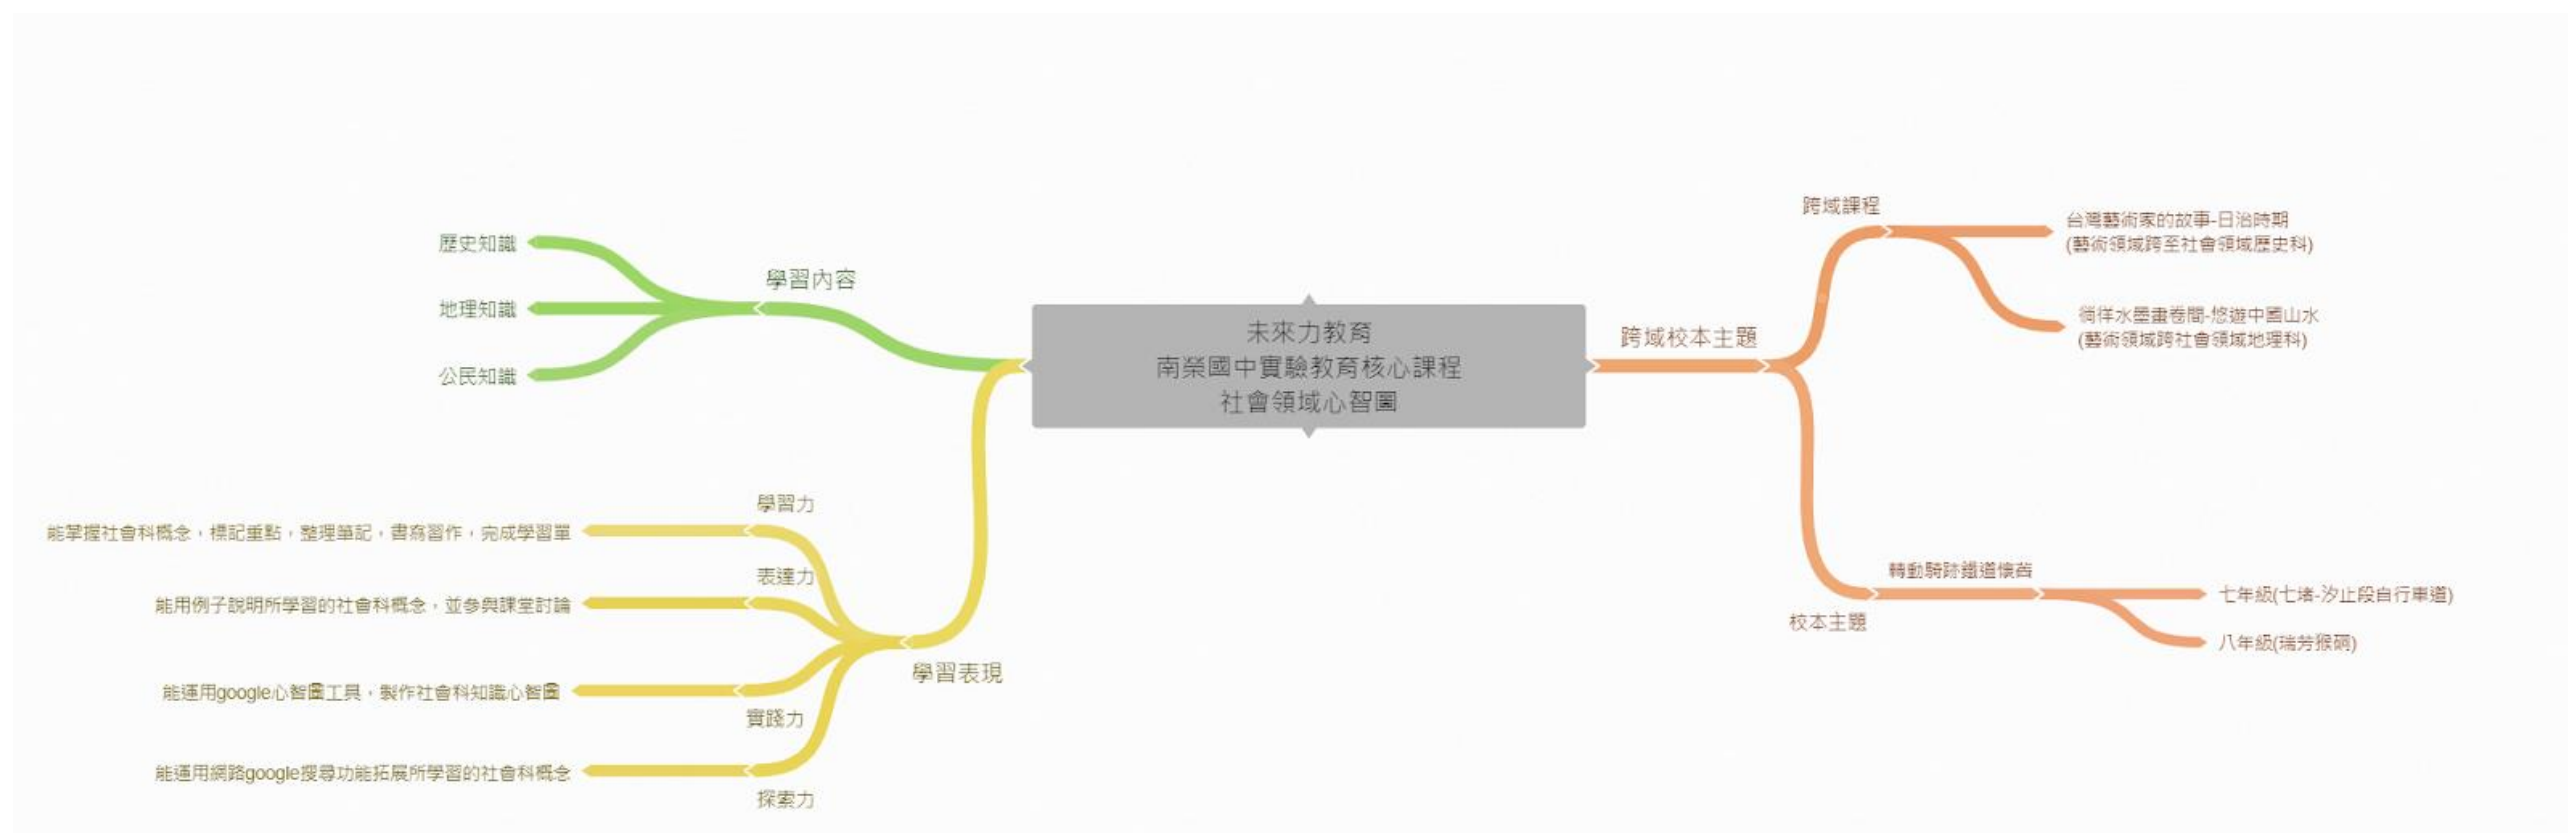 未來力教育
南榮國中實驗教育核心課程
社會領域心智圖
學習內容
歷史知識
地理知識
公民知識
學習表現
學習力
能掌握社會科概念，標記重點，整理筆記，書寫習作，完成學習單
表達力
能用例子說明所學習的社會科概念，並參與課堂討論
實踐力
能運用google心智圖工具，製作社會科知識心智圖
探索力
能運用網路google搜尋功能拓展所學習的社會科概念
跨域校本主題
跨域課程
台灣藝術家的故事-日治時期
(藝術領域跨至社會領域歷史科)
徜徉水墨畫卷間-悠遊中國山水
(藝術領域跨社會領域地理科)
校本主題
轉動騎跡鐵道懷舊
七年級(七堵-汐止段自行車道)
八年級(瑞芳猴硐)